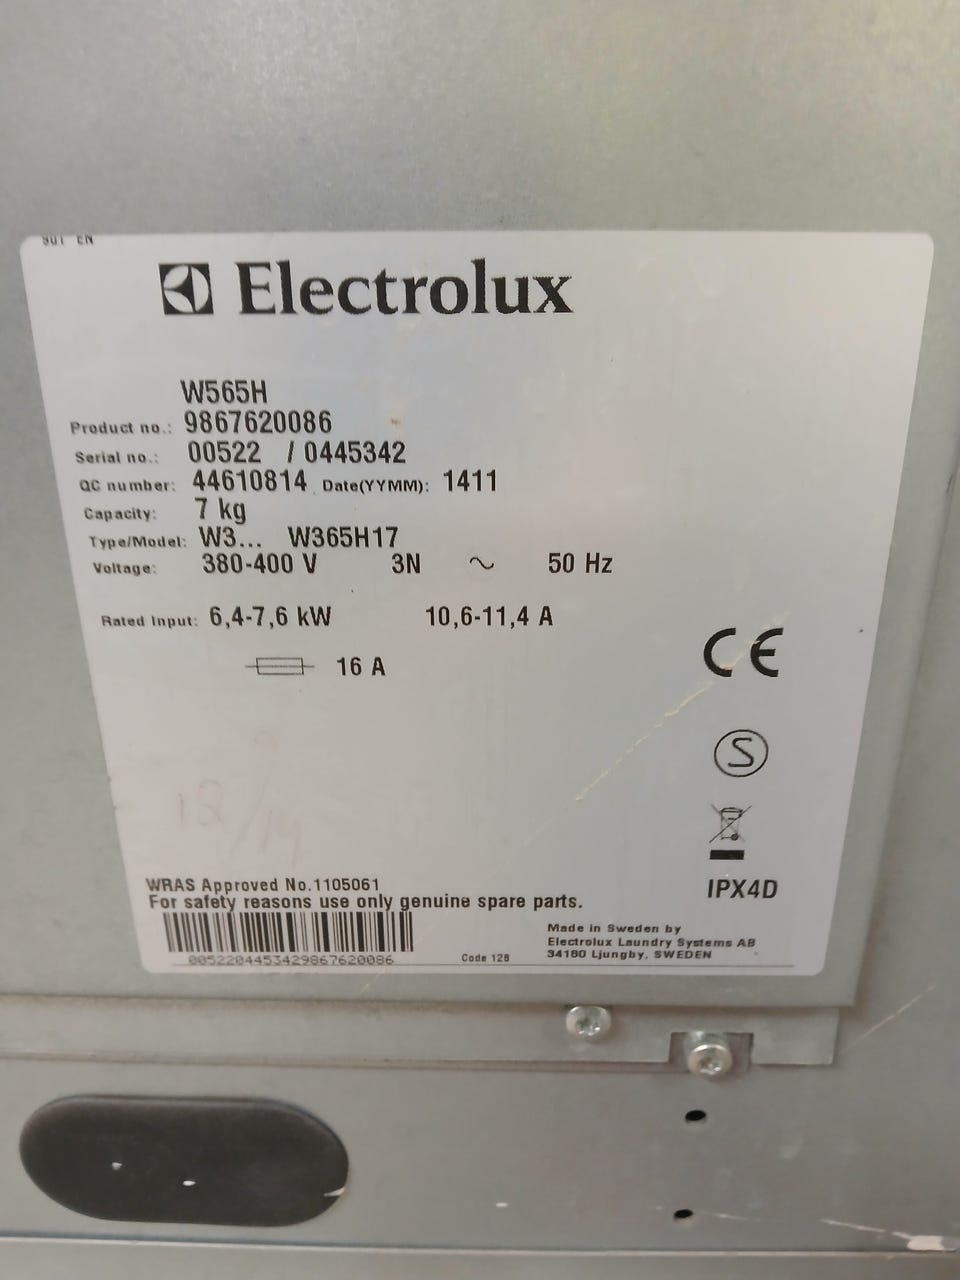 Electrolux
W565H
Product no.: 9867620086
Serial no.: 00522 / 0445342
QC number: 44610814 Date(YYMM): 1411
Capacity: 7 kg
Type/Model: W3... W365H17
Voltage: 380-400 V 3N ~ 50 Hz
Rated Input: 6,4-7,6 kW 10,6-11,4 A
16 A
CE
S
12/14
IPX4D
WRAS Approved No.1105061
For safety reasons use only genuine spare parts.
0052204453429867620086
Code 128
Made in Sweden by
Electrolux Laundry Systems AB
34180 Ljungby, SWEDEN